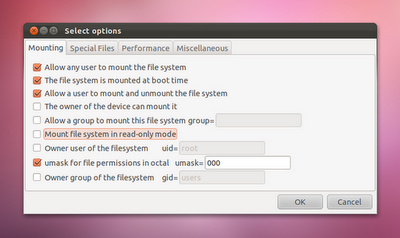 Select options
Mounting Special Files Performance Miscellaneous
Allow any user to mount the file system
The file system is mounted at boot time
Allow a user to mount and unmount the file system
The owner of the device can mount it
Allow a group to mount this file system group=
Mount file system in read-only mode
Owner user of the filesystem uid= root
umask for file permissions in octal umask= 000
Owner group of the filesystem gid= users
OK Cancel